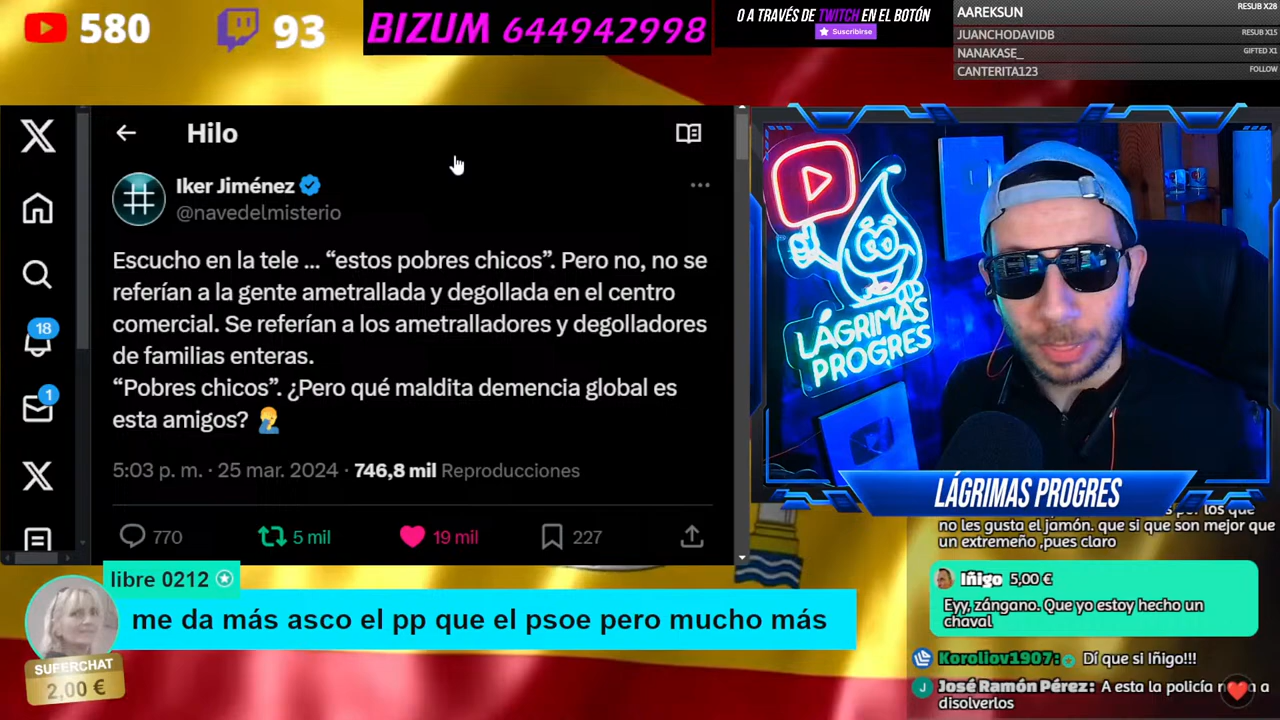 580
93
BIZUM 644942998
O A TRAVÉS DE TWITCH EN EL BOTÓN
Suscribirse
AAREKSUN RESUB X28
JUANCHODAVIDB RESUB X15
NANAKASE_ GIFTED X1
CANTERITA123 FOLLOW
Hilo
Iker Jiménez
@navedelmisterio
Escucho en la tele ... “estos pobres chicos”. Pero no, no se
referían a la gente ametrallada y degollada en el centro
comercial. Se referían a los ametralladores y degolladores
de familias enteras.
“Pobres chicos”. ¿Pero qué maldita demencia global es
esta amigos?
5:03 p. m. · 25 mar. 2024 · 746,8 mil Reproducciones
770 5 mil 19 mil 227
18
1
LÁGRIMAS
PROGRES
LÁGRIMAS PROGRES
por los que
no les gusta el jamón. que si que son mejor que
un extremeño ,pues claro
Iñigo 5,00 €
Eyy, zángano. Que yo estoy hecho un
chaval
Koroliov1907: Dí que si Iñigo!!!
J José Ramón Pérez: A esta la policía a
disolverlos
libre 0212
me da más asco el pp que el psoe pero mucho más
SUPERCHAT
2,00 €